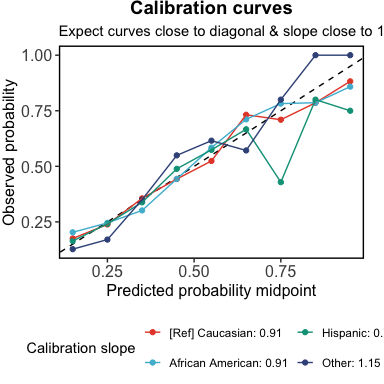 Calibration curves
Expect curves close to diagonal & slope close to 1
Observed probability
1.00
0.75
0.50
0.25
0.25 0.50 0.75
Predicted probability midpoint
Calibration slope
[Ref] Caucasian: 0.91 Hispanic: 0.
African American: 0.91 Other: 1.15